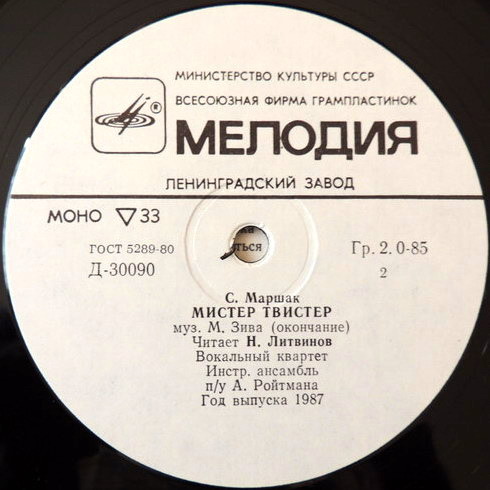 МИНИСТЕРСТВО КУЛЬТУРЫ СССР
ВСЕСОЮЗНАЯ ФИРМА ГРАМПЛАСТИНОК
®
МЕЛОДИЯ
ЛЕНИНГРАДСКИЙ ЗАВОД
МОНО ▽33
ГОСТ 5289-80
Д-30090
ться
Гр. 2. 0-85
2
С. Маршак
МИСТЕР ТВИСТЕР
муз. М. Зива (окончание)
Читает Н. Литвинов
Вокальный квартет
Инстр. ансамбль
п/у А. Ройтмана
Год выпуска 1987